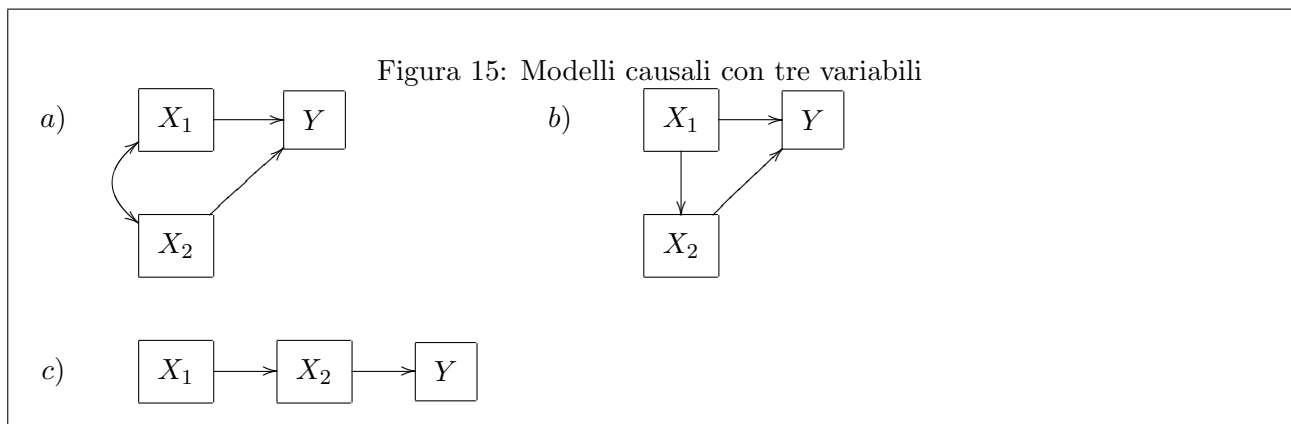 Figura 15: Modelli causali con tre variabili
a) X₁ Y
X₂
b) X₁ Y
X₂
c) X₁ X₂ Y